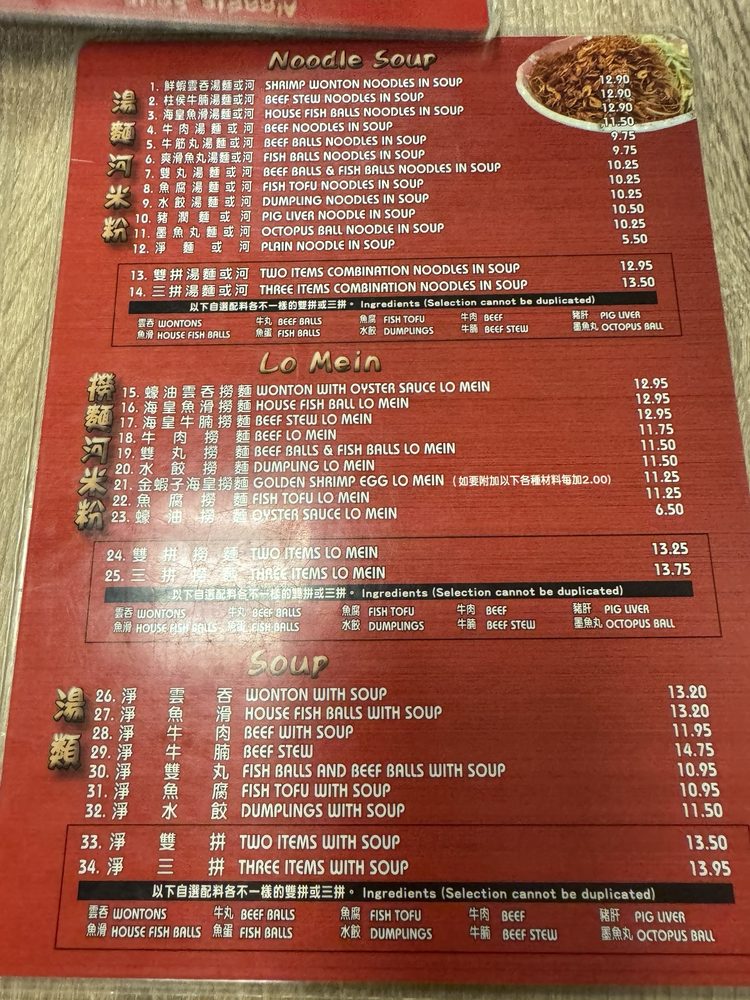 Noodle Soup
湯麵河米粉
1. 鮮蝦雲吞湯麵或河 SHRIMP WONTON NOODLES IN SOUP 12.90
2. 柱侯牛腩湯麵或河 BEEF STEW NOODLES IN SOUP 12.90
3. 海皇魚滑湯麵或河 HOUSE FISH BALLS NOODLES IN SOUP 12.90
4. 牛肉湯麵或河 BEEF NOODLES IN SOUP 11.50
5. 牛筋丸湯麵或河 BEEF BALLS NOODLES IN SOUP 9.75
6. 爽滑魚丸湯麵或河 FISH BALLS NOODLES IN SOUP 9.75
7. 雙丸湯麵或河 BEEF BALLS & FISH BALLS NOODLES IN SOUP 10.25
8. 魚腐湯麵或河 FISH TOFU NOODLES IN SOUP 10.25
9. 水餃湯麵或河 DUMPLING NOODLES IN SOUP 10.25
10. 豬潤麵或河 PIG LIVER NOODLE IN SOUP 10.50
11. 墨魚丸麵或河 OCTOPUS BALL NOODLE IN SOUP 10.25
12. 淨麵或河 PLAIN NOODLE IN SOUP 5.50
13. 雙拼湯麵或河 TWO ITEMS COMBINATION NOODLES IN SOUP 12.95
14. 三拼湯麵或河 THREE ITEMS COMBINATION NOODLES IN SOUP 13.50
以下自選配料各不一樣的雙拼或三拼。 Ingredients (Selection cannot be duplicated)
雲吞 WONTONS 牛丸 BEEF BALLS 魚腐 FISH TOFU 牛肉 BEEF 豬肝 PIG LIVER
魚滑 HOUSE FISH BALLS 魚蛋 FISH BALLS 水餃 DUMPLINGS 牛腩 BEEF STEW 墨魚丸 OCTOPUS BALL
Lo Mein
撈麵河米粉
15. 蠔油雲吞撈麵 WONTON WITH OYSTER SAUCE LO MEIN 12.95
16. 海皇魚滑撈麵 HOUSE FISH BALL LO MEIN 12.95
17. 海皇牛腩撈麵 BEEF STEW LO MEIN 12.95
18. 牛肉撈麵 BEEF LO MEIN 11.75
19. 雙丸撈麵 BEEF BALLS & FISH BALLS LO MEIN 11.50
20. 水餃撈麵 DUMPLING LO MEIN 11.50
21. 金蝦子海皇撈麵 GOLDEN SHRIMP EGG LO MEIN (如要附加以下各種材料每加2.00) 11.25
22. 魚腐撈麵 FISH TOFU LO MEIN 11.25
23. 蠔油撈麵 OYSTER SAUCE LO MEIN 6.50
24. 雙拼撈麵 TWO ITEMS LO MEIN 13.25
25. 三拼撈麵 THREE ITEMS LO MEIN 13.75
以下自選配料各不一樣的雙拼或三拼。 Ingredients (Selection cannot be duplicated)
雲吞 WONTONS 牛丸 BEEF BALLS 魚腐 FISH TOFU 牛肉 BEEF 豬肝 PIG LIVER
魚滑 HOUSE FISH BALLS 魚蛋 FISH BALLS 水餃 DUMPLINGS 牛腩 BEEF STEW 墨魚丸 OCTOPUS BALL
Soup
湯類
26. 淨雲吞 WONTON WITH SOUP 13.20
27. 淨魚滑 HOUSE FISH BALLS WITH SOUP 13.20
28. 淨牛肉 BEEF WITH SOUP 11.95
29. 淨牛腩 BEEF STEW 14.75
30. 淨雙丸 FISH BALLS AND BEEF BALLS WITH SOUP 10.95
31. 淨魚腐 FISH TOFU WITH SOUP 10.95
32. 淨水餃 DUMPLINGS WITH SOUP 11.50
33. 淨雙拼 TWO ITEMS WITH SOUP 13.50
34. 淨三拼 THREE ITEMS WITH SOUP 13.95
以下自選配料各不一樣的雙拼或三拼。 Ingredients (Selection cannot be duplicated)
雲吞 WONTONS 牛丸 BEEF BALLS 魚腐 FISH TOFU 牛肉 BEEF 豬肝 PIG LIVER
魚滑 HOUSE FISH BALLS 魚蛋 FISH BALLS 水餃 DUMPLINGS 牛腩 BEEF STEW 墨魚丸 OCTOPUS BALL